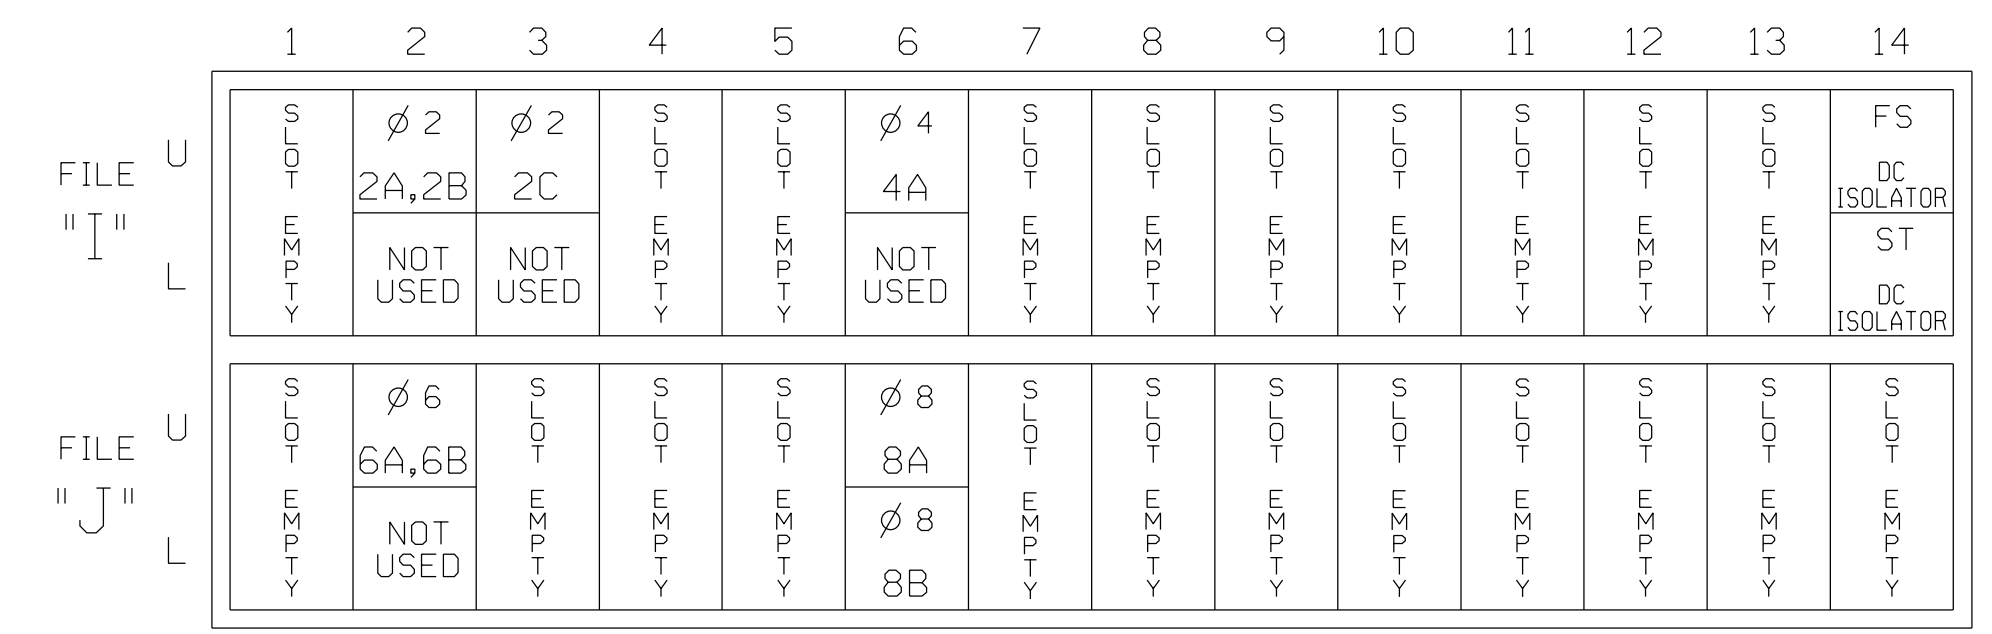 1 2 3 4 5 6 7 8 9 10 11 12 13 14
FILE
"I"
U
L
SLOT EMPTY
Ø 2
2A,2B
NOT
USED
Ø 2
2C
NOT
USED
SLOT EMPTY
SLOT EMPTY
Ø 4
4A
NOT
USED
SLOT EMPTY
SLOT EMPTY
SLOT EMPTY
SLOT EMPTY
SLOT EMPTY
SLOT EMPTY
SLOT EMPTY
FS
DC
ISOLATOR
ST
DC
ISOLATOR
FILE
"J"
U
L
SLOT EMPTY
Ø 6
6A,6B
NOT
USED
SLOT EMPTY
SLOT EMPTY
SLOT EMPTY
Ø 8
8A
Ø 8
8B
SLOT EMPTY
SLOT EMPTY
SLOT EMPTY
SLOT EMPTY
SLOT EMPTY
SLOT EMPTY
SLOT EMPTY
SLOT EMPTY